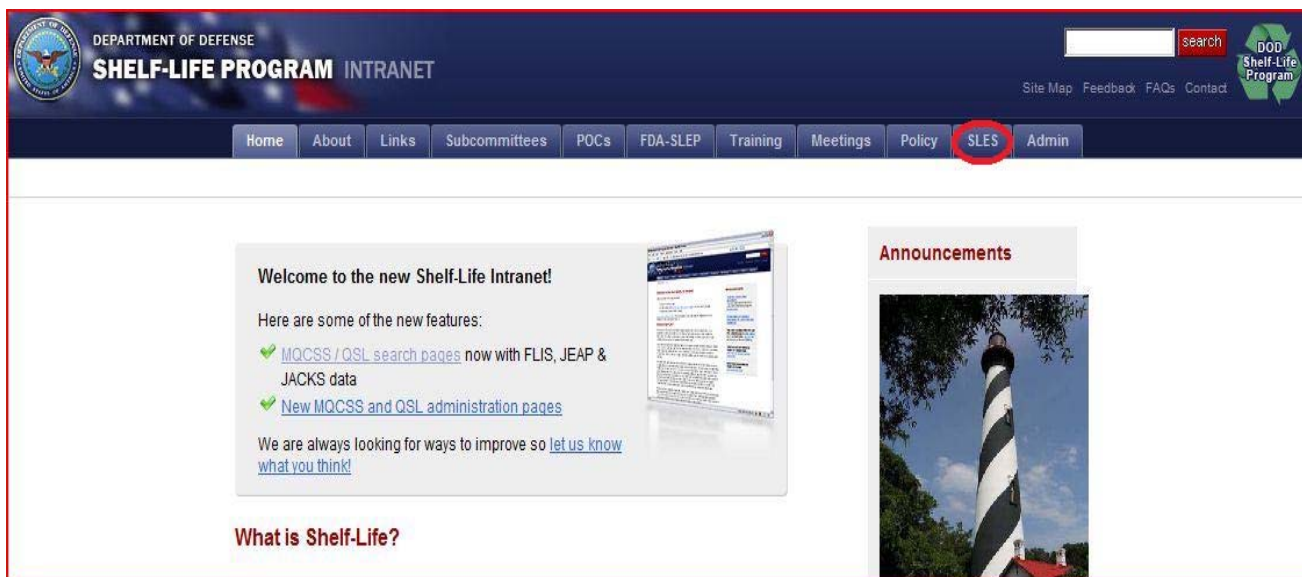 DEPARTMENT OF DEFENSE
SHELF-LIFE PROGRAM INTRANET
search
DOD
Shelf-Life
Program
Site Map Feedback FAQs Contact
Home About Links Subcommittees POCs FDA-SLEP Training Meetings Policy SLES Admin
Welcome to the new Shelf-Life Intranet!
Here are some of the new features:
MQCSS / QSL search pages now with FLIS, JEAP &
JACKS data
New MQCSS and QSL administration pages
We are always looking for ways to improve so let us know
what you think!
What is Shelf-Life?
Announcements